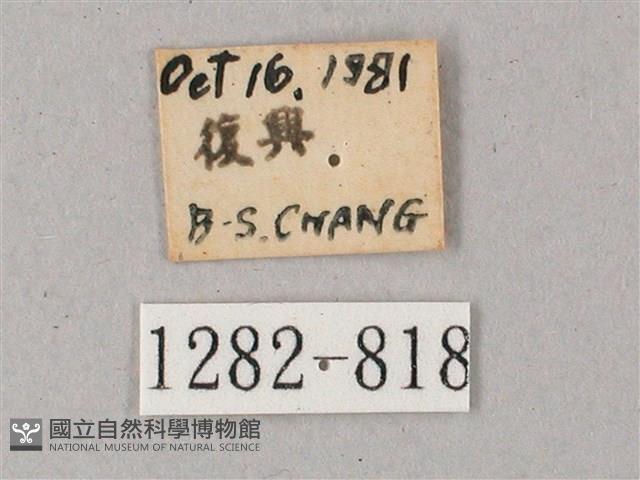 Oct 16. 1981
復興
B-S. CHANG
1282-818
國立自然科學博物館
NATIONAL MUSEUM OF NATURAL SCIENCE